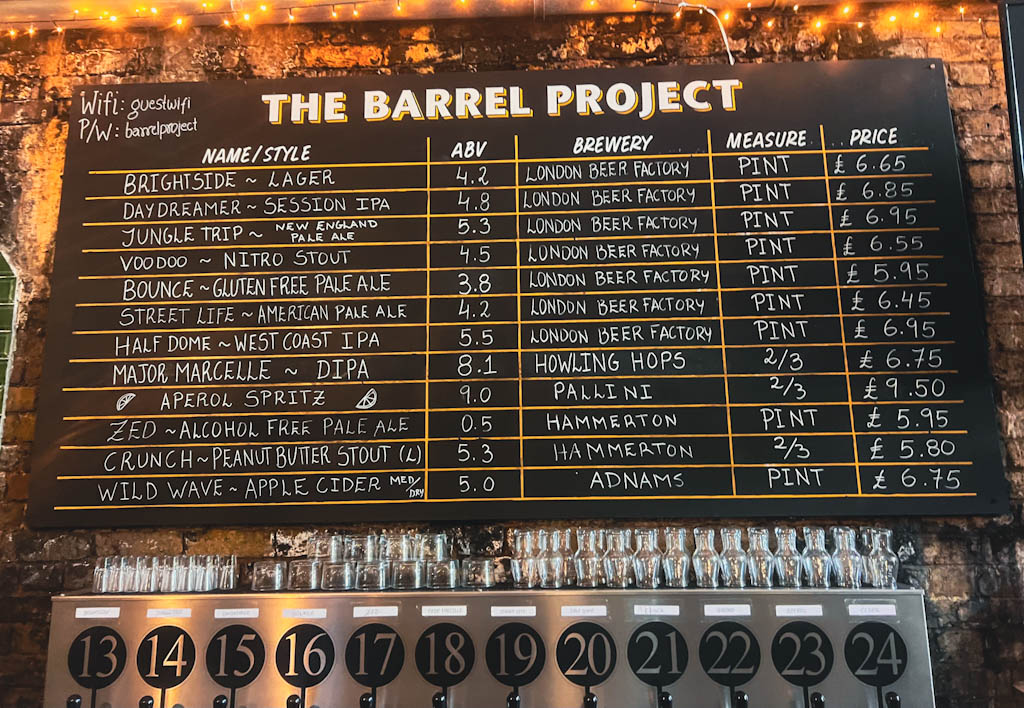 Wifi: guestwifi
P/W: barrelproject
THE BARREL PROJECT
NAME/STYLE ABV BREWERY MEASURE PRICE
BRIGHTSIDE ~ LAGER 4.2 LONDON BEER FACTORY PINT £ 6.65
DAYDREAMER ~ SESSION IPA 4.8 LONDON BEER FACTORY PINT £ 6.85
JUNGLE TRIP ~ NEW ENGLAND PALE ALE 5.3 LONDON BEER FACTORY PINT £ 6.95
VOODOO ~ NITRO STOUT 4.5 LONDON BEER FACTORY PINT £ 6.55
BOUNCE ~ GLUTEN FREE PALE ALE 3.8 LONDON BEER FACTORY PINT £ 5.95
STREET LIFE ~ AMERICAN PALE ALE 4.2 LONDON BEER FACTORY PINT £ 6.45
HALF DOME ~ WEST COAST IPA 5.5 LONDON BEER FACTORY PINT £ 6.95
MAJOR MARCELLE ~ DIPA 8.1 HOWLING HOPS 2/3 £ 6.75
APEROL SPRITZ 9.0 PALLINI 2/3 £ 9.50
ZED ~ ALCOHOL FREE PALE ALE 0.5 HAMMERTON PINT £ 5.95
CRUNCH ~ PEANUT BUTTER STOUT (L) 5.3 HAMMERTON 2/3 £ 5.80
WILD WAVE ~ APPLE CIDER MED/DRY 5.0 ADNAMS PINT £ 6.75
13 14 15 16 17 18 19 20 21 22 23 24